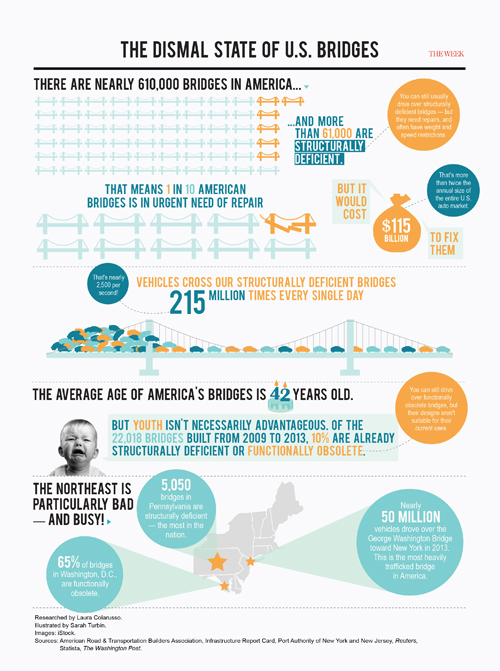 THE DISMAL STATE OF U.S. BRIDGES
THE WEEK
THERE ARE NEARLY 610,000 BRIDGES IN AMERICA...
You can still usually
drive over structurally
deficient bridges — but
they need repairs, and
often have weight and
speed restrictions.
...AND MORE
THAN 61,000 ARE
STRUCTURALLY
DEFICIENT.
THAT MEANS 1 IN 10 AMERICAN
BRIDGES IS IN URGENT NEED OF REPAIR
BUT IT
WOULD
COST
$115
BILLION
TO FIX
THEM
That's more
than twice the
annual size of
the entire U.S.
auto market.
That's nearly
2,500 per
second!
VEHICLES CROSS OUR STRUCTURALLY DEFICIENT BRIDGES
215 MILLION TIMES EVERY SINGLE DAY
THE AVERAGE AGE OF AMERICA'S BRIDGES IS 42 YEARS OLD.
You can still drive
over functionally
obsolete bridges, but
their designs aren't
suitable for their
current uses.
BUT YOUTH ISN'T NECESSARILY ADVANTAGEOUS. OF THE
22,018 BRIDGES BUILT FROM 2009 TO 2013, 10% ARE ALREADY
STRUCTURALLY DEFICIENT OR FUNCTIONALLY OBSOLETE.
THE NORTHEAST IS
PARTICULARLY BAD
— AND BUSY!
5,050
bridges in
Pennsylvania are
structurally deficient
— the most in the
nation.
65% of bridges
in Washington, D.C.,
are functionally
obsolete.
Nearly
50 MILLION
vehicles drove over the
George Washington Bridge
toward New York in 2013.
This is the most heavily
trafficked bridge
in America.
Researched by Laura Colarusso.
Illustrated by Sarah Turbin.
Images: iStock.
Sources: American Road & Transportation Builders Association, Infrastructure Report Card, Port Authority of New York and New Jersey, Reuters,
Statista, The Washington Post.